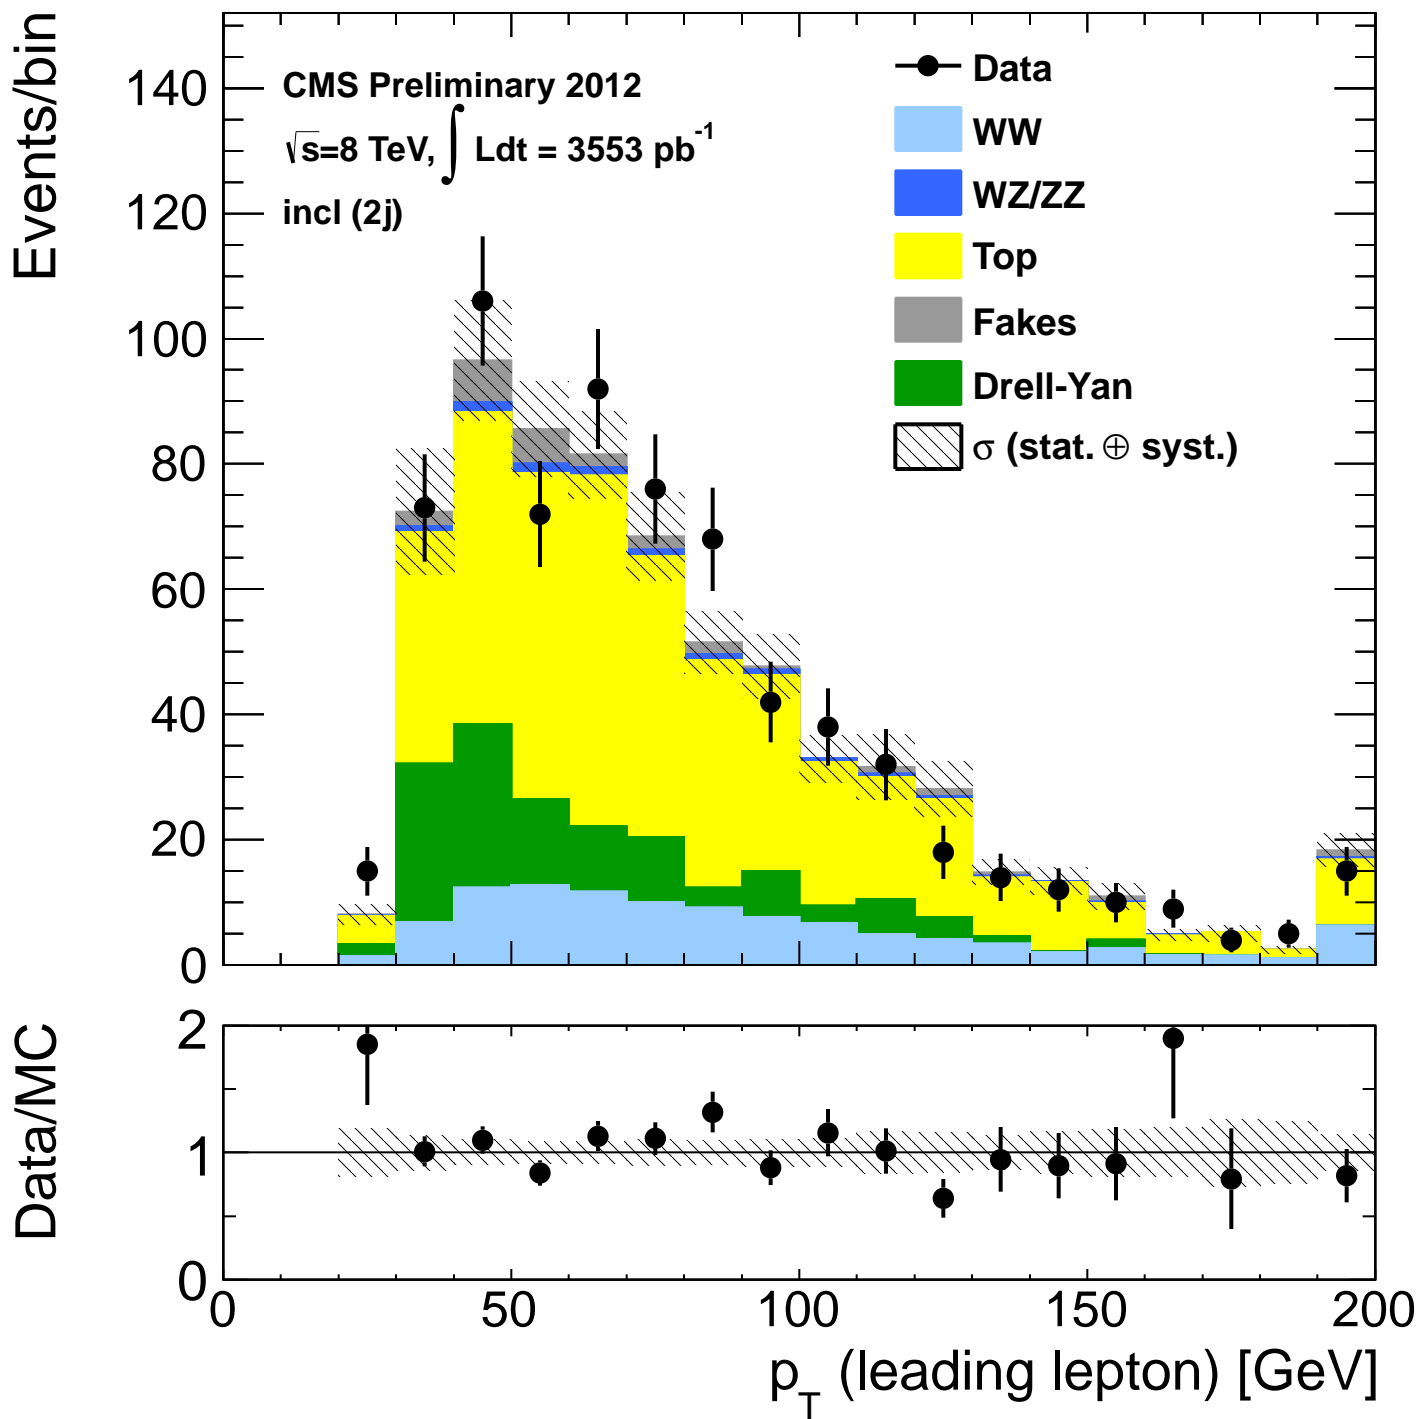 Events/bin
140
120
100
80
60
40
20
0
CMS Preliminary 2012
√s=8 TeV, ∫ Ldt = 3553 pb⁻¹
incl (2j)
Data
WW
WZ/ZZ
Top
Fakes
Drell-Yan
σ (stat. ⊕ syst.)
Data/MC
2
1
0
0 50 100 150 200
p_T (leading lepton) [GeV]